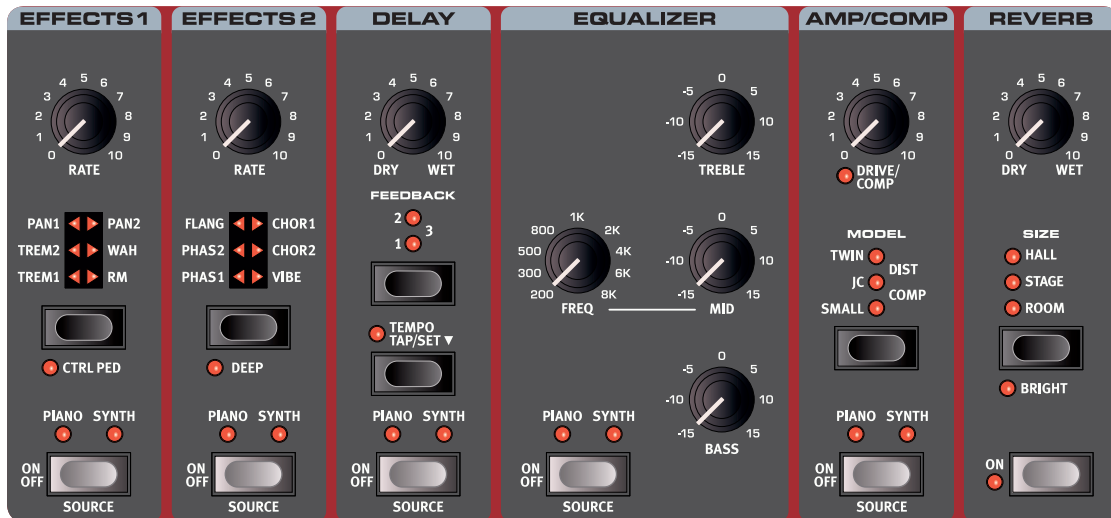 EFFECTS 1
4 5 6
3 7
2 8
1 9
0 10
RATE
PAN1 PAN2
TREM2 WAH
TREM1 RM
CTRL PED
PIANO SYNTH
ON
OFF
SOURCE
EFFECTS 2
4 5 6
3 7
2 8
1 9
0 10
RATE
FLANG CHOR1
PHAS2 CHOR2
PHAS1 VIBE
DEEP
PIANO SYNTH
ON
OFF
SOURCE
DELAY
4 5 6
3 7
2 8
1 9
0 10
DRY WET
FEEDBACK
2
3
1
TEMPO
TAP/SET ▼
PIANO SYNTH
ON
OFF
SOURCE
EQUALIZER
0
-5 5
-10 10
-15 15
TREBLE
1K
800 2K
500 4K
300 6K
200 8K
FREQ
0
-5 5
-10 10
-15 15
MID
0
-5 5
-10 10
-15 15
BASS
PIANO SYNTH
ON
OFF
SOURCE
AMP/COMP
4 5 6
3 7
2 8
1 9
0 10
DRIVE/
COMP
MODEL
TWIN
DIST
JC
COMP
SMALL
PIANO SYNTH
ON
OFF
SOURCE
REVERB
4 5 6
3 7
2 8
1 9
0 10
DRY WET
SIZE
HALL
STAGE
ROOM
BRIGHT
ON